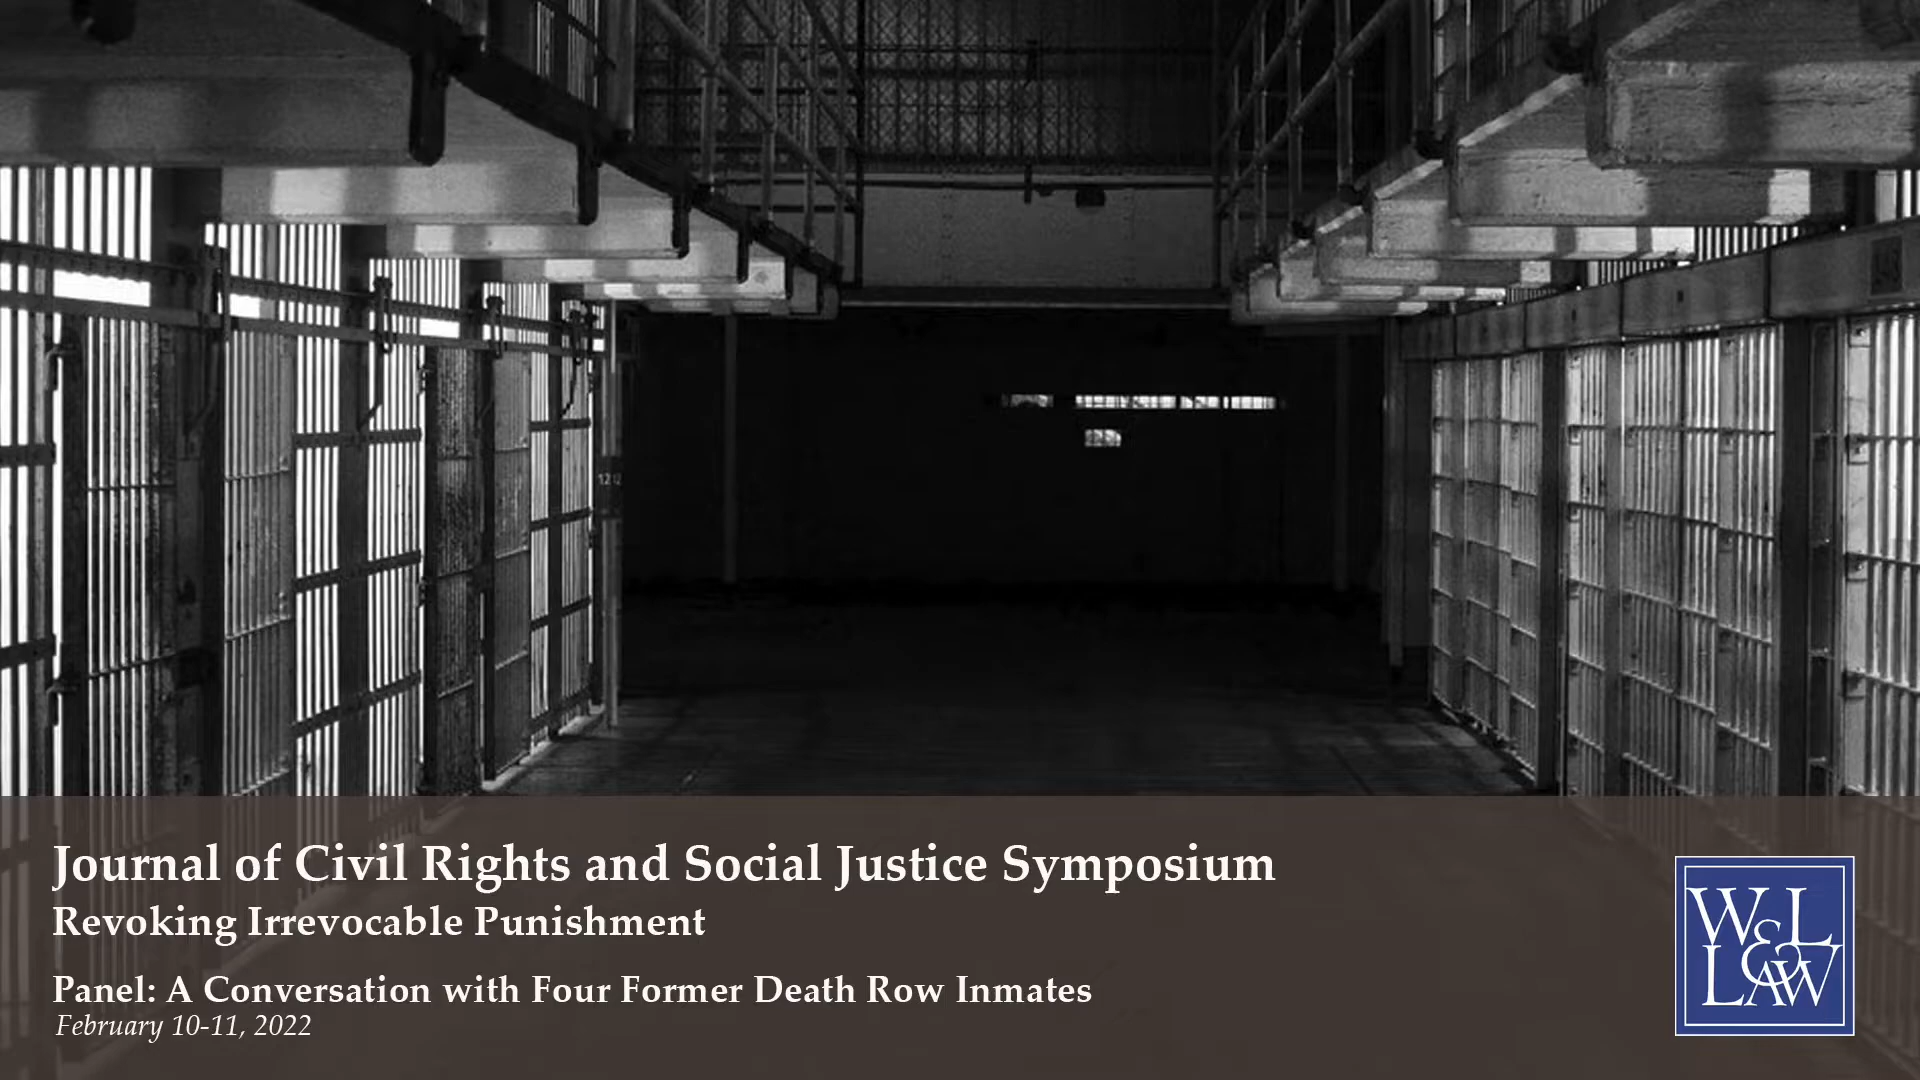 Journal of Civil Rights and Social Justice Symposium
Revoking Irrevocable Punishment
Panel: A Conversation with Four Former Death Row Inmates
February 10-11, 2022
W&L
LAW